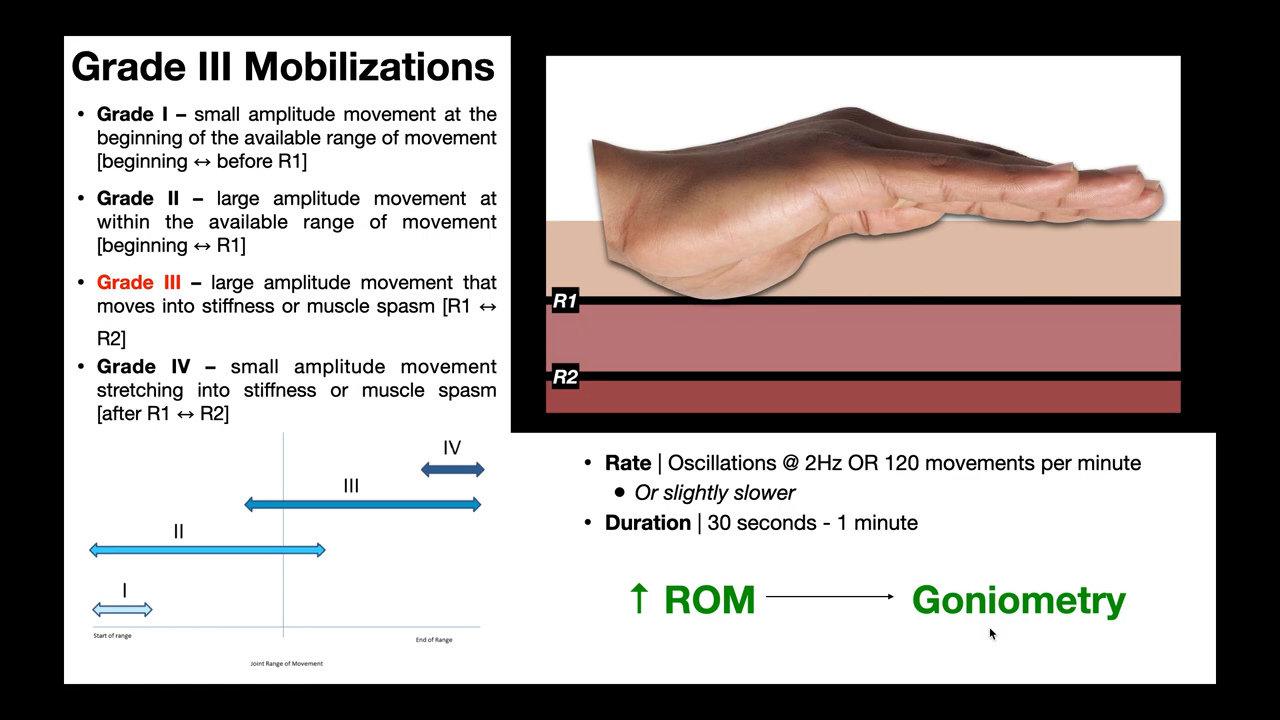 Grade III Mobilizations
• Grade I – small amplitude movement at the
beginning of the available range of movement
[beginning ↔ before R1]
• Grade II – large amplitude movement at
within the available range of movement
[beginning ↔ R1]
• Grade III – large amplitude movement that
moves into stiffness or muscle spasm [R1 ↔
R2]
• Grade IV – small amplitude movement
stretching into stiffness or muscle spasm
[after R1 ↔ R2]
IV
III
II
I
Start of range
End of Range
Joint Range of Movement
R1
R2
• Rate | Oscillations @ 2Hz OR 120 movements per minute
• Or slightly slower
• Duration | 30 seconds - 1 minute
↑ ROM → Goniometry